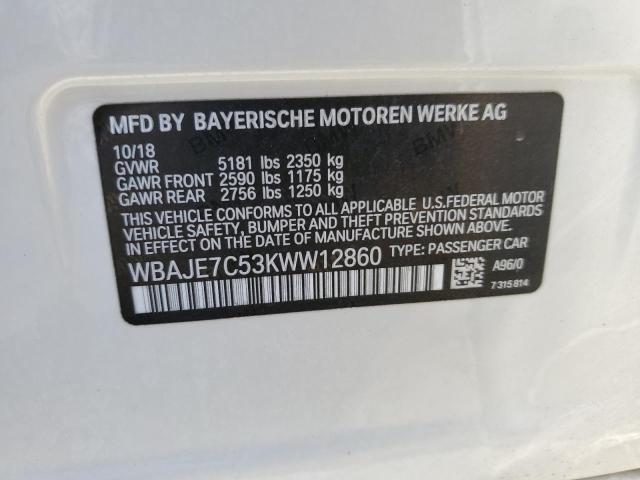 MFD BY BAYERISCHE MOTOREN WERKE AG
10/18
GVWR 5181 lbs 2350 kg
GAWR FRONT 2590 lbs 1175 kg
GAWR REAR 2756 lbs 1250 kg
THIS VEHICLE CONFORMS TO ALL APPLICABLE U.S.FEDERAL MOTOR
VEHICLE SAFETY, BUMPER AND THEFT PREVENTION STANDARDS
IN EFFECT ON THE DATE OF MANUFACTURE SHOWN ABOVE.
WBAJE7C53KWW12860 TYPE: PASSENGER CAR
A96/0
7 315 814